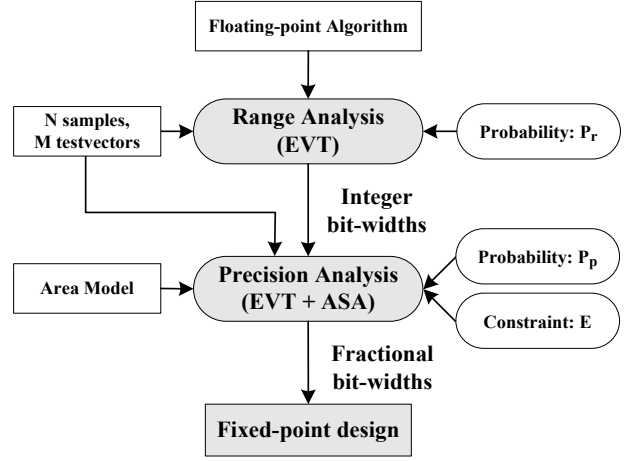 Floating-point Algorithm
N samples,
M testvectors
Range Analysis
(EVT)
Probability: Pr
Integer
bit-widths
Area Model
Precision Analysis
(EVT + ASA)
Probability: Pp
Constraint: E
Fractional
bit-widths
Fixed-point design